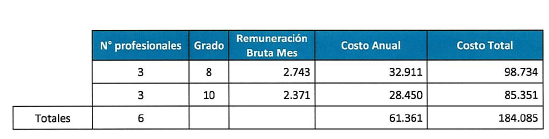 N° profesionales Grado Remuneración Bruta Mes Costo Anual Costo Total
3 8 2.743 32.911 98.734
3 10 2.371 28.450 85.351
Totales 6 61.361 184.085